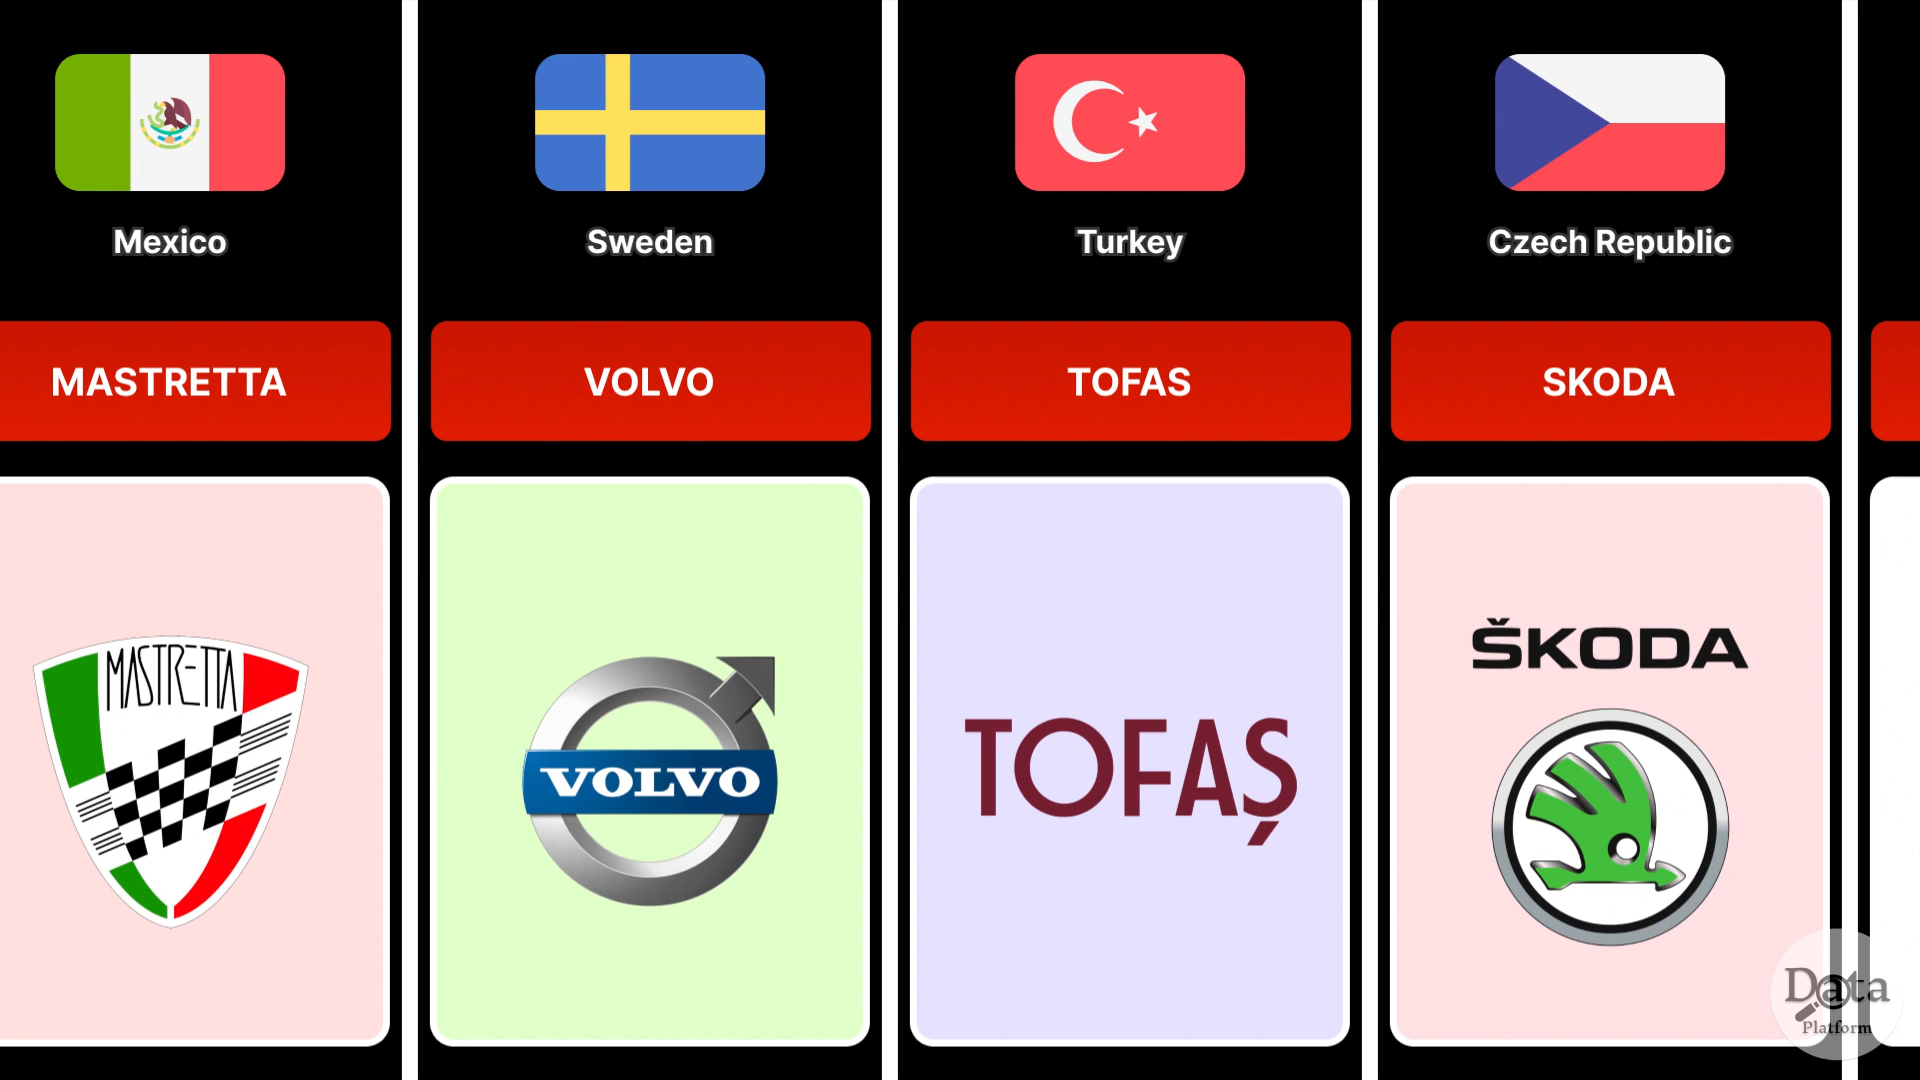 Mexico
Sweden
Turkey
Czech Republic
MASTRETTA
VOLVO
TOFAS
SKODA
MASTRETTA
VOLVO
TOFAŞ
ŠKODA
Data
Platform